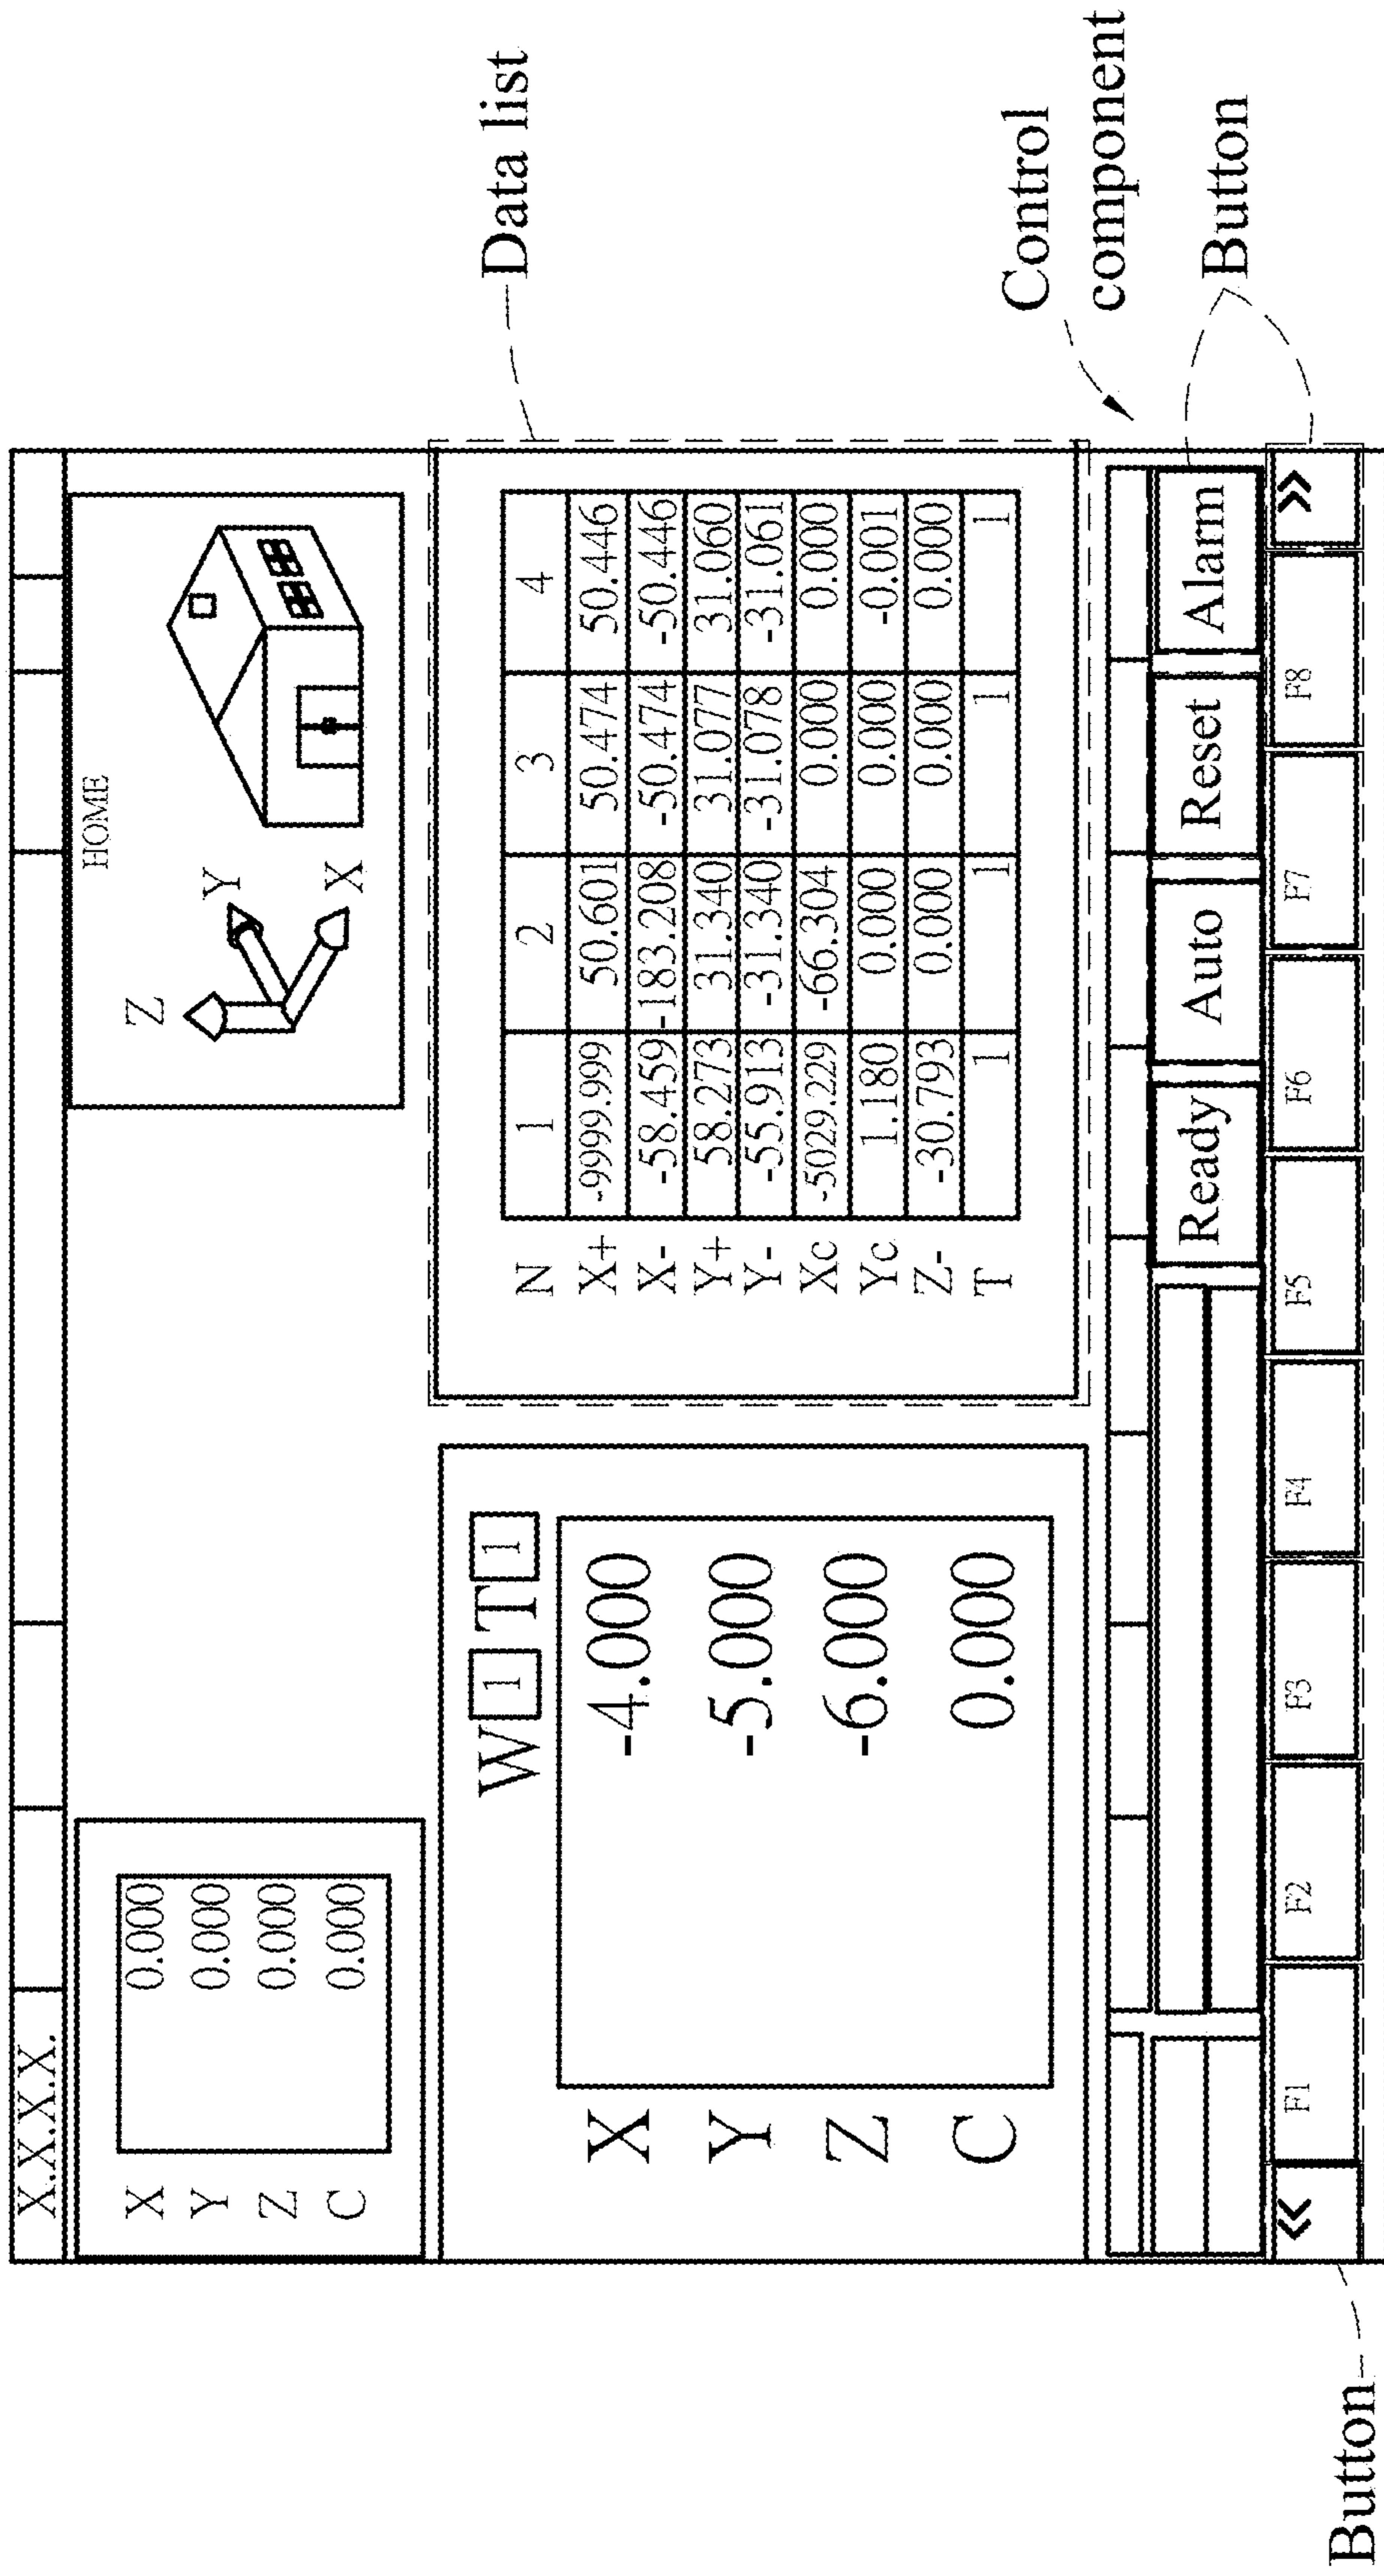 X.X.X.X.
X 0.000
Y 0.000
Z 0.000
C 0.000
HOME
Z
Y
X
W 1 T 1
X -4.000
Y -5.000
Z -6.000
C 0.000
N 1 2 3 4
X+ -9999.999 50.601 50.474 50.446
X- -58.459 -183.208 -50.474 -50.446
Y+ 58.273 31.340 31.077 31.060
Y- -55.913 -31.340 -31.078 -31.061
Xc -5029.229 -66.304 0.000 0.000
Yc 1.180 0.000 0.000 -0.001
Z- -30.793 0.000 0.000 0.000
T 1 1 1 1
Data list
Control
component
Ready Auto Reset Alarm
Button
« F1 F2 F3 F4 F5 F6 F7 F8 »
Button